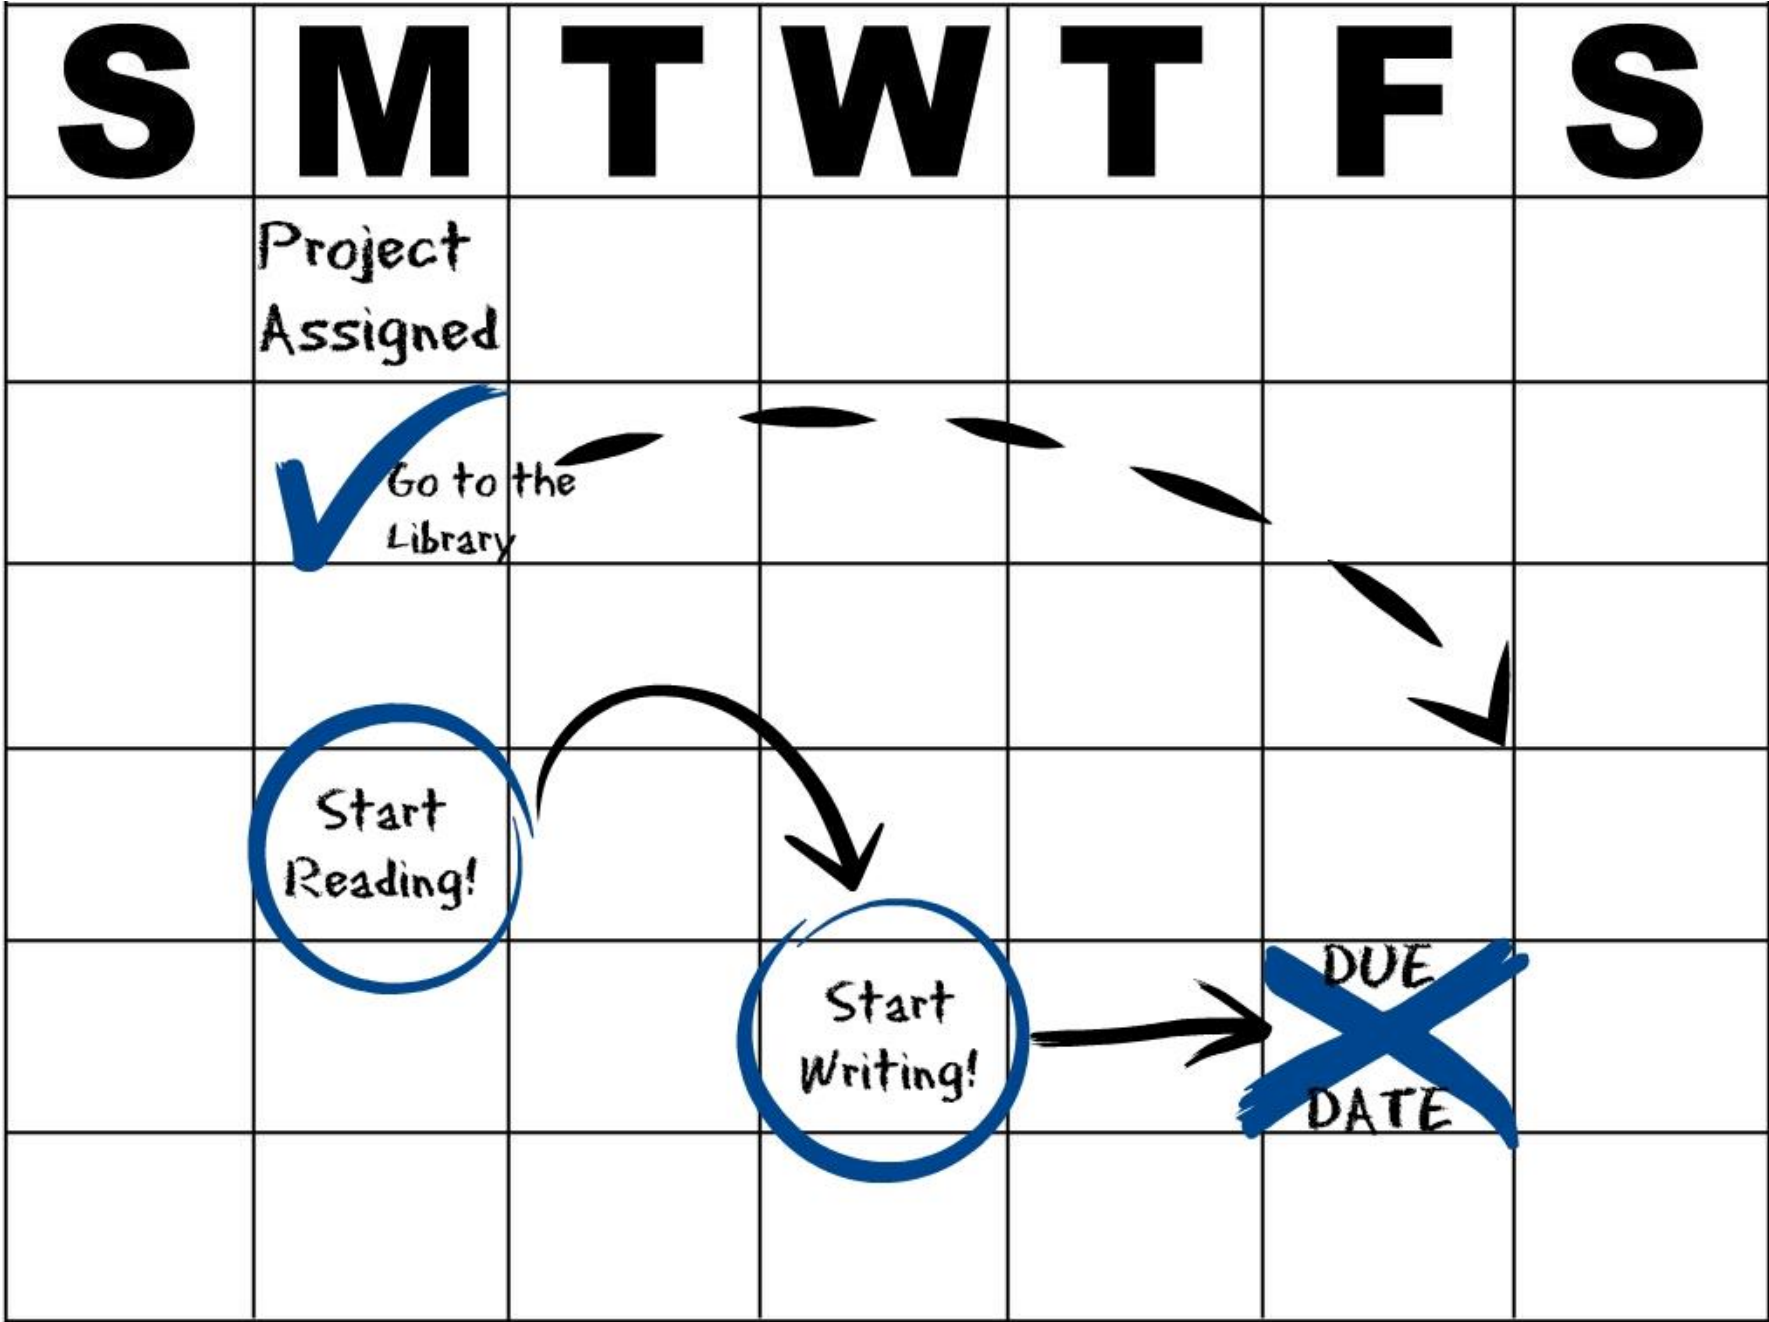 S M T W T F S
Project
Assigned
Go to the
Library
Start
Reading!
Start
Writing!
DUE
DATE